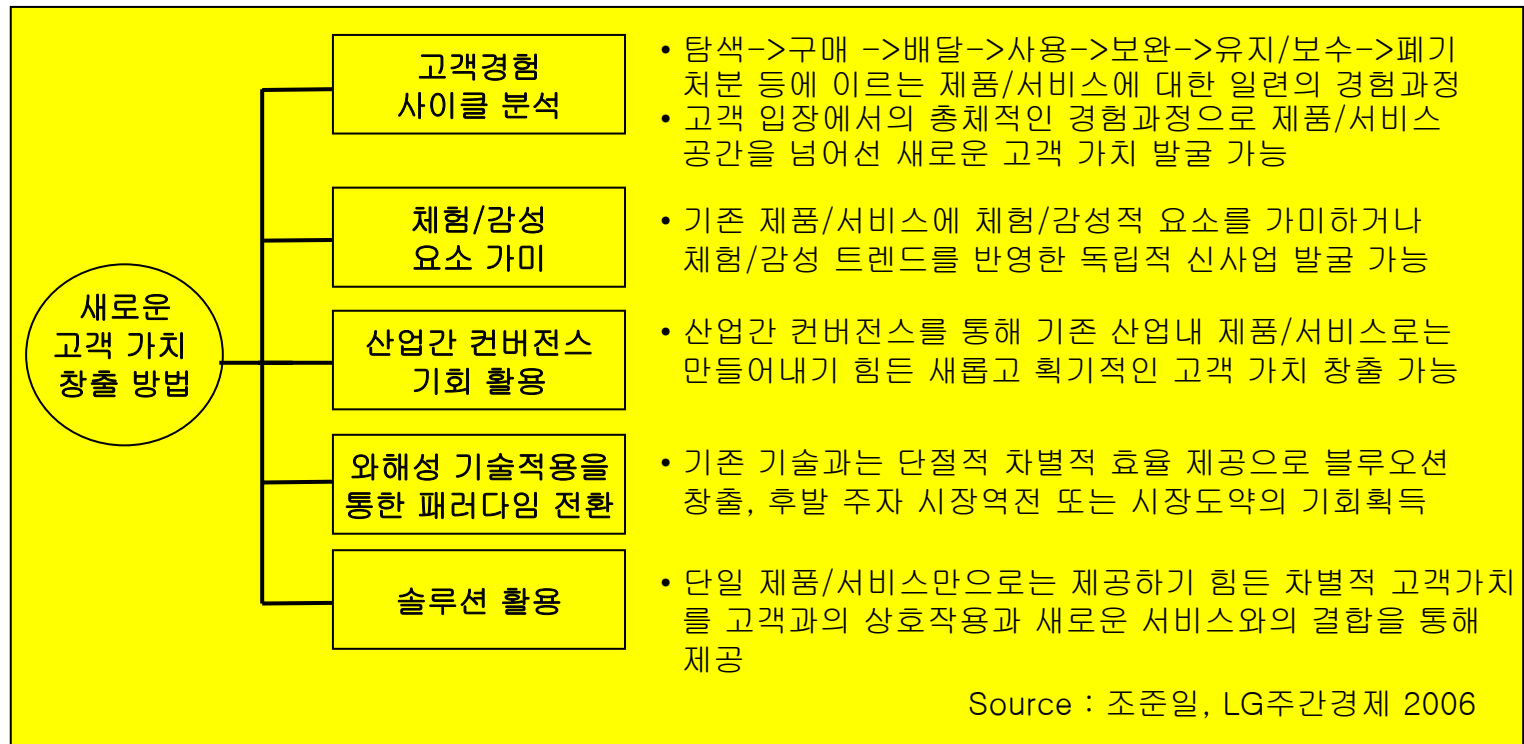 새로운
고객 가치
창출 방법
고객경험
사이클 분석
• 탐색->구매 ->배달->사용->보완->유지/보수->폐기
처분 등에 이르는 제품/서비스에 대한 일련의 경험과정
• 고객 입장에서의 총체적인 경험과정으로 제품/서비스
공간을 넘어선 새로운 고객 가치 발굴 가능
체험/감성
요소 가미
• 기존 제품/서비스에 체험/감성적 요소를 가미하거나
체험/감성 트렌드를 반영한 독립적 신사업 발굴 가능
산업간 컨버전스
기회 활용
• 산업간 컨버전스를 통해 기존 산업내 제품/서비스로는
만들어내기 힘든 새롭고 획기적인 고객 가치 창출 가능
와해성 기술적용을
통한 패러다임 전환
• 기존 기술과는 단절적 차별적 효율 제공으로 블루오션
창출, 후발 주자 시장역전 또는 시장도약의 기회획득
솔루션 활용
• 단일 제품/서비스만으로는 제공하기 힘든 차별적 고객가치
를 고객과의 상호작용과 새로운 서비스와의 결합을 통해
제공
Source : 조준일, LG주간경제 2006